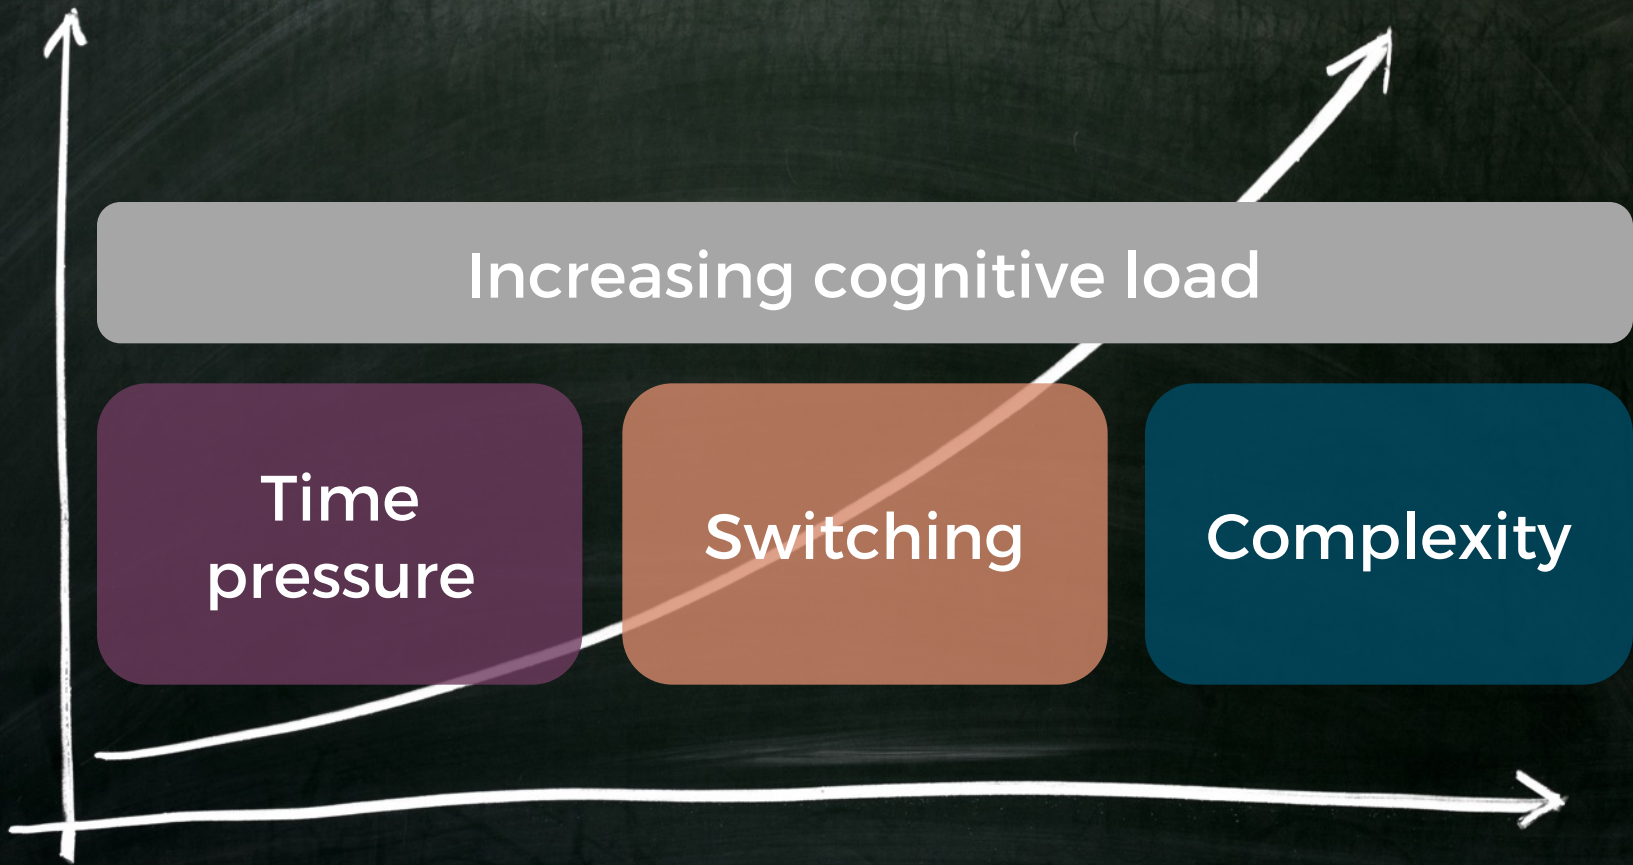 Increasing cognitive load
Time
pressure
Switching
Complexity